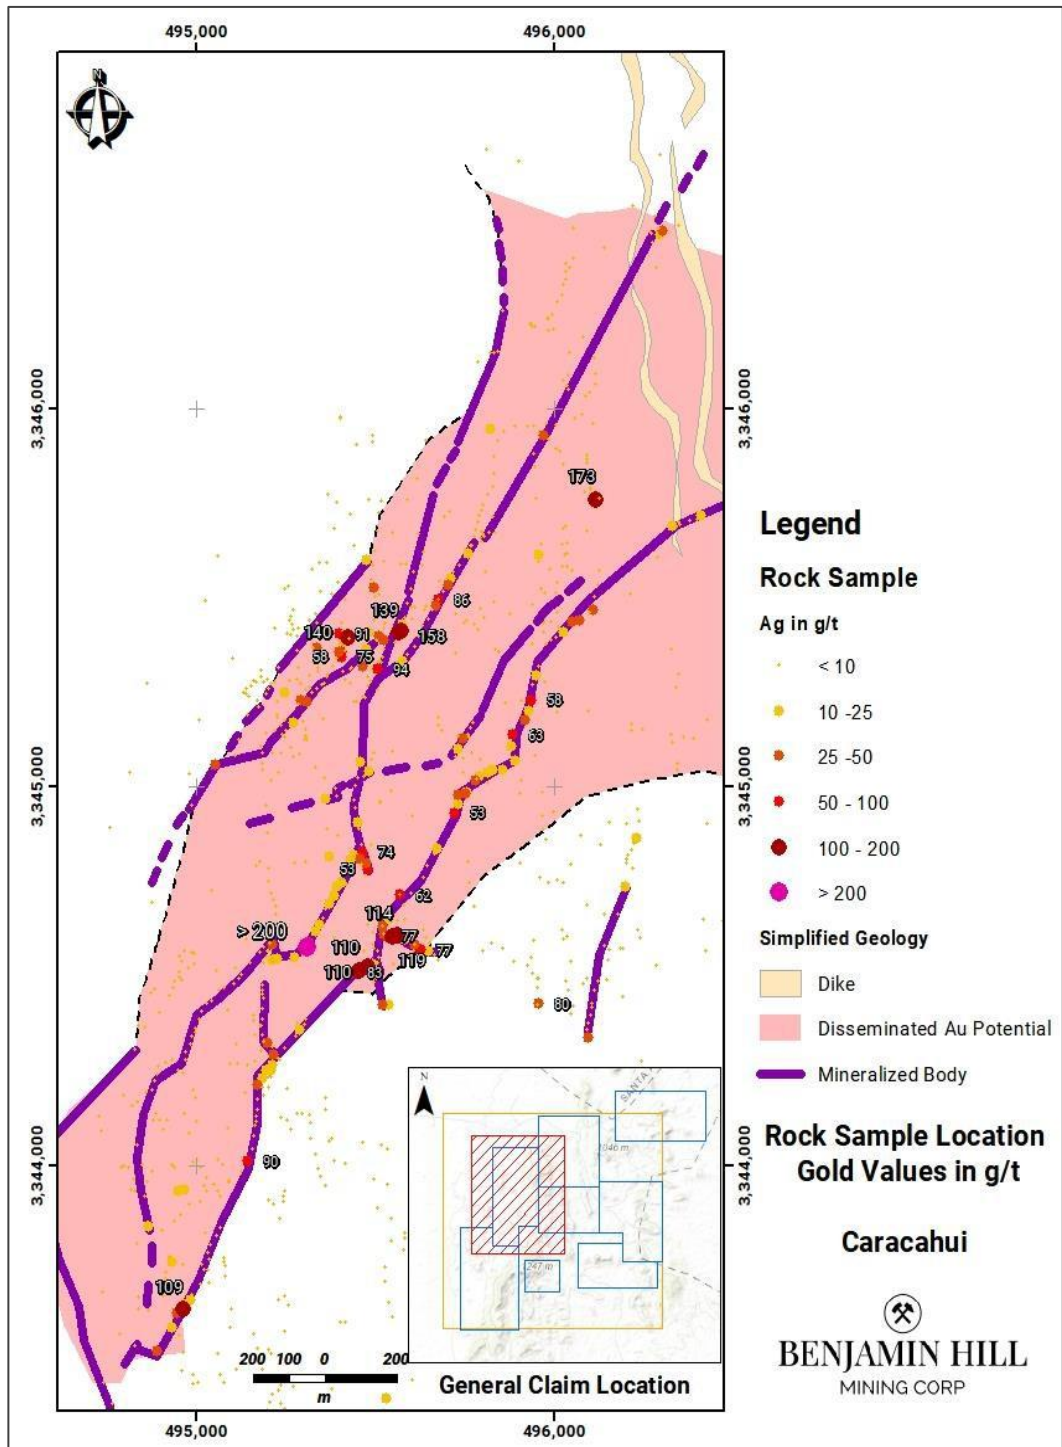 495,000
496,000
N
3,346,000
3,346,000
173
86
139
140
91
158
58
75
94
58
63
3,345,000
3,345,000
53
74
53
62
114
> 200
77
110
119
77
110
83
80
90
3,344,000
3,344,000
109
200 100 0 200
m
N
SANTA
1046 m
247 m
General Claim Location
495,000
496,000
Legend
Rock Sample
Ag in g/t
< 10
10 -25
25 -50
50 - 100
100 - 200
> 200
Simplified Geology
Dike
Disseminated Au Potential
Mineralized Body
Rock Sample Location
Gold Values in g/t
Caracahui
BENJAMIN HILL
MINING CORP